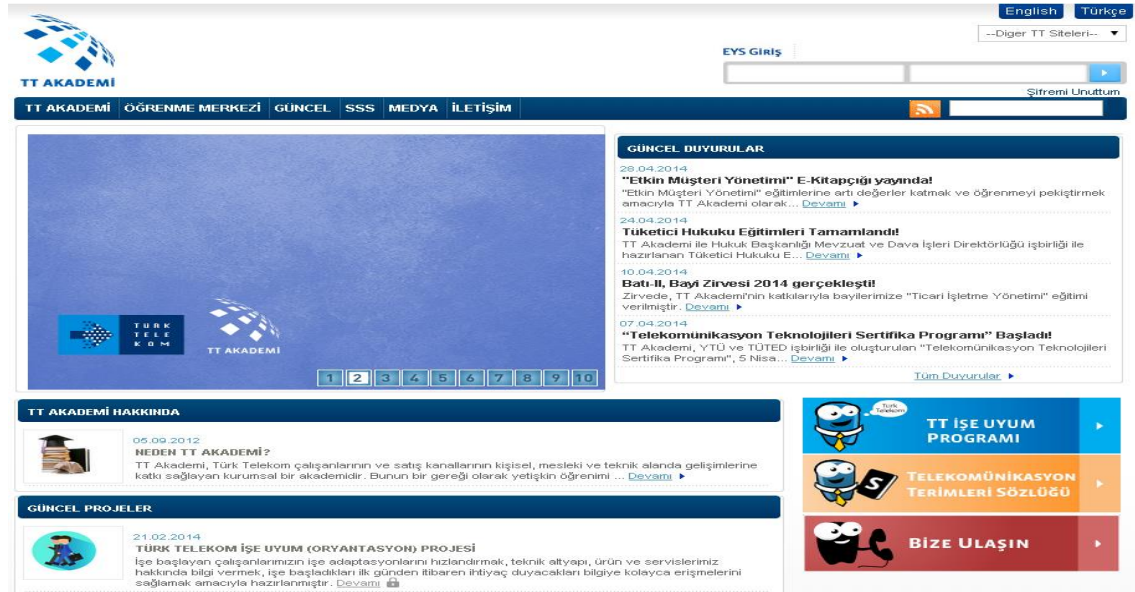 English Türkçe
--Diger TT Siteleri--
EYS GİRİŞ
TT AKADEMİ
Şifremi Unuttum
TT AKADEMİ ÖĞRENME MERKEZİ GÜNCEL SSS MEDYA İLETİŞİM
TÜRK
TELE
KOM
TT AKADEMİ
1 2 3 4 5 6 7 8 9 10
GÜNCEL DUYURULAR
28.04.2014
"Etkin Müşteri Yönetimi" E-Kitapçığı yayında!
"Etkin Müşteri Yönetimi" eğitimlerine artı değerler katmak ve öğrenmeyi pekiştirmek
amacıyla TT Akademi olarak... Devamı
24.04.2014
Tüketici Hukuku Eğitimleri Tamamlandı!
TT Akademi ile Hukuk Başkanlığı Mevzuat ve Dava İşleri Direktörlüğü işbirliği ile
hazırlanan Tüketici Hukuku E... Devamı
10.04.2014
Batı-II, Bayi Zirvesi 2014 gerçekleşti!
Zirvede, TT Akademi'nin katkılarıyla bayilerimize "Ticari İşletme Yönetimi" eğitimi
verilmiştir. Devamı
07.04.2014
"Telekomünikasyon Teknolojileri Sertifika Programı" Başladı!
TT Akademi, YTÜ ve TÜTED işbirliği ile oluşturulan "Telekomünikasyon Teknolojileri
Sertifika Programı", 5 Nisa... Devamı
Tüm Duyurular
TT AKADEMİ HAKKINDA
05.09.2012
NEDEN TT AKADEMİ?
TT Akademi, Türk Telekom çalışanlarının ve satış kanallarının kişisel, mesleki ve teknik alanda gelişimlerine
katkı sağlayan kurumsal bir akademidir. Bunun bir gereği olarak yetişkin öğrenimi ... Devamı
GÜNCEL PROJELER
21.02.2014
TÜRK TELEKOM İŞE UYUM (ORYANTASYON) PROJESİ
İşe başlayan çalışanlarımızın işe adaptasyonlarını hızlandırmak, teknik altyapı, ürün ve servislerimiz
hakkında bilgi vermek, işe başladıkları ilk günden itibaren ihtiyaç duyacakları bilgiye kolayca erişmelerini
sağlamak amacıyla hazırlanmıştır. Devamı
Türk
Telekom
TT İŞE UYUM
PROGRAMI
TELEKOMÜNİKASYON
TERİMLERİ SÖZLÜĞÜ
S
BİZE ULAŞIN